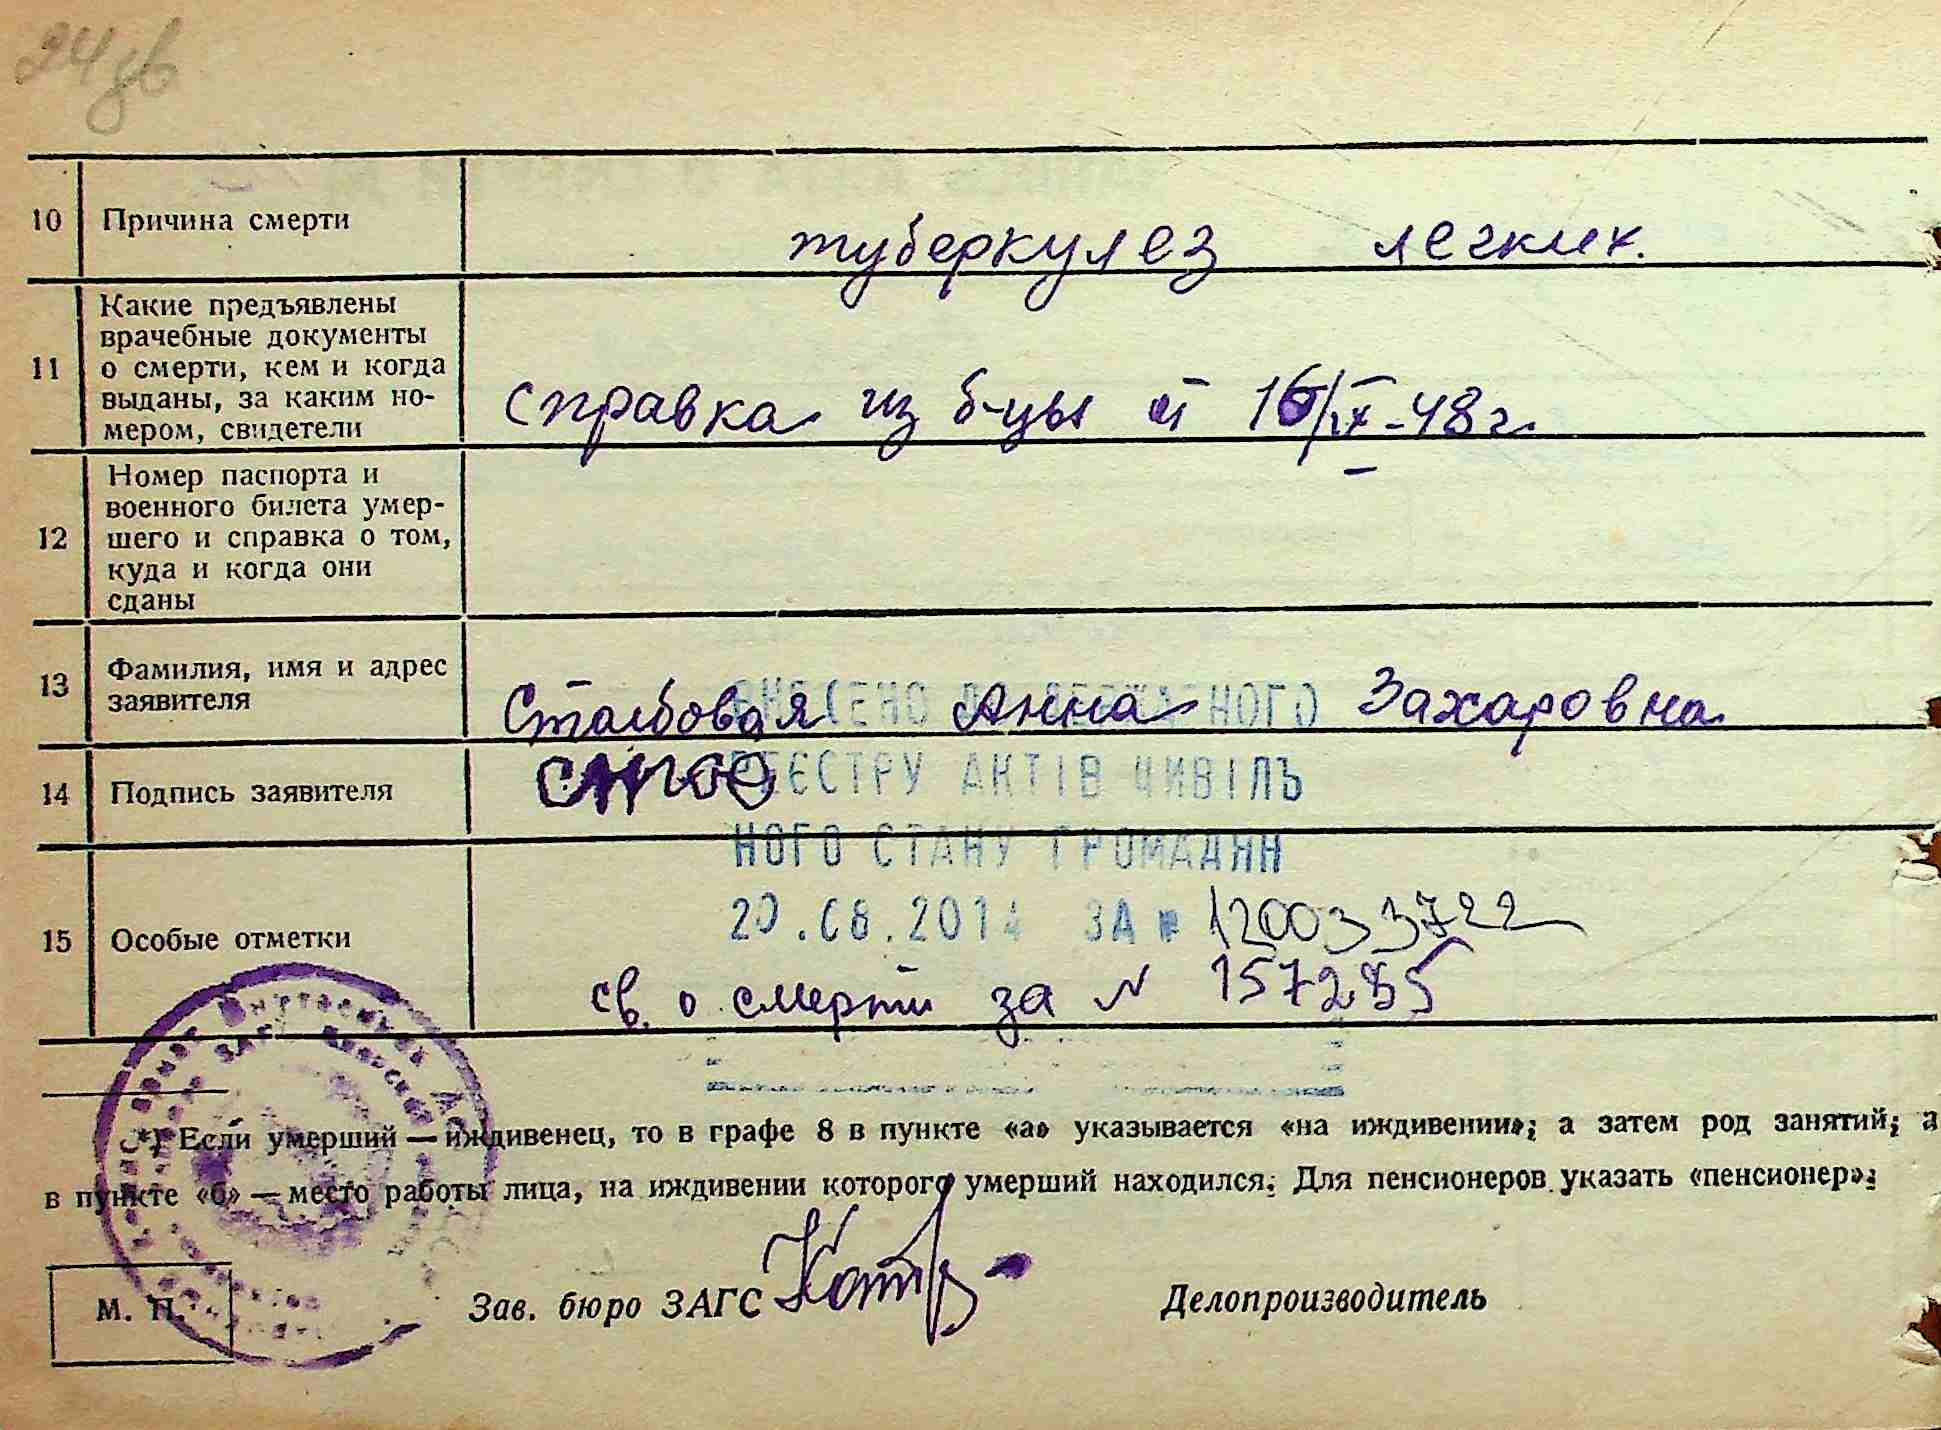 24
10 Причина смерти туберкулез легких.
11 Какие предъявлены
врачебные документы
о смерти, кем и когда
выданы, за каким но-
мером, свидетели
справка из б-цы 16/IX-48 г.
12 Номер паспорта и
военного билета умер-
шего и справка о том,
куда и когда они
сданы
13 Фамилия, имя и адрес
заявителя
Столбовая Анна Захаровна
ВНЕСЕНО ДО ДЕРЖАВНОГО
14 Подпись заявителя
РЕЄСТРУ АКТІВ ЦИВІЛЬ
НОГО СТАНУ ГРОМАДЯН
20.08.2014 ЗА № 120033722
15 Особые отметки
св. о смерти за N 157285
*) Если умерший — иждивенец, то в графе 8 в пункте «а» указывается «на иждивении»; а затем род занятий; а
в пункте «б» — место работы лица, на иждивении которого умерший находился. Для пенсионеров указать «пенсионер».
М. П. Зав. бюро ЗАГС Делопроизводитель